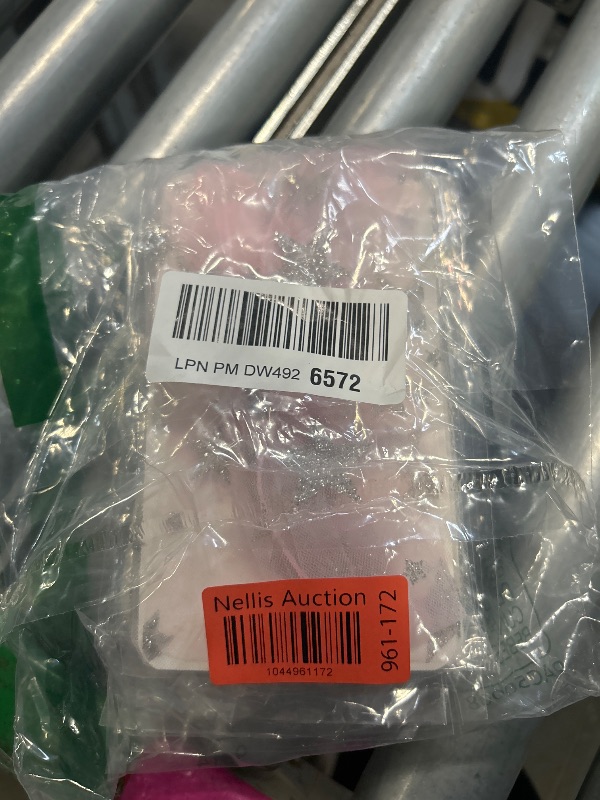 LPN PM DW492 6572
Nellis Auction
961-172
1044961172